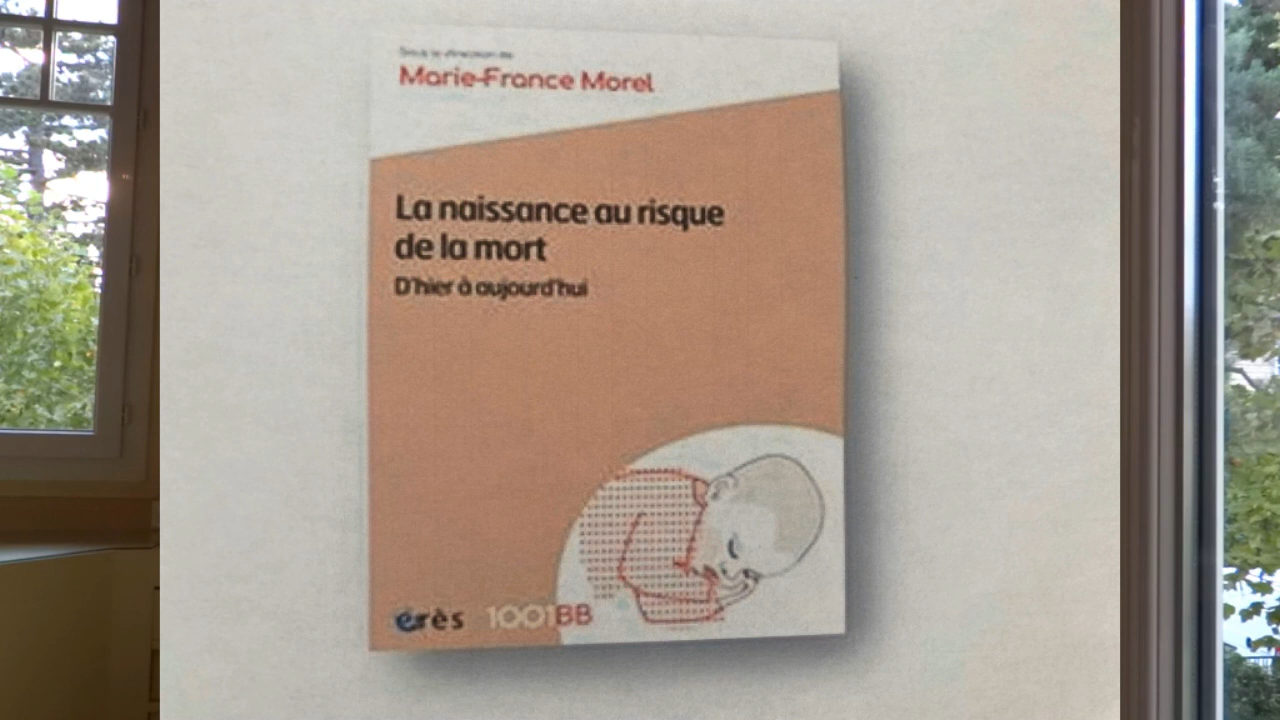 Sous la direction de
Marie-France Morel
La naissance au risque
de la mort
D'hier à aujourd'hui
érès 1001BB